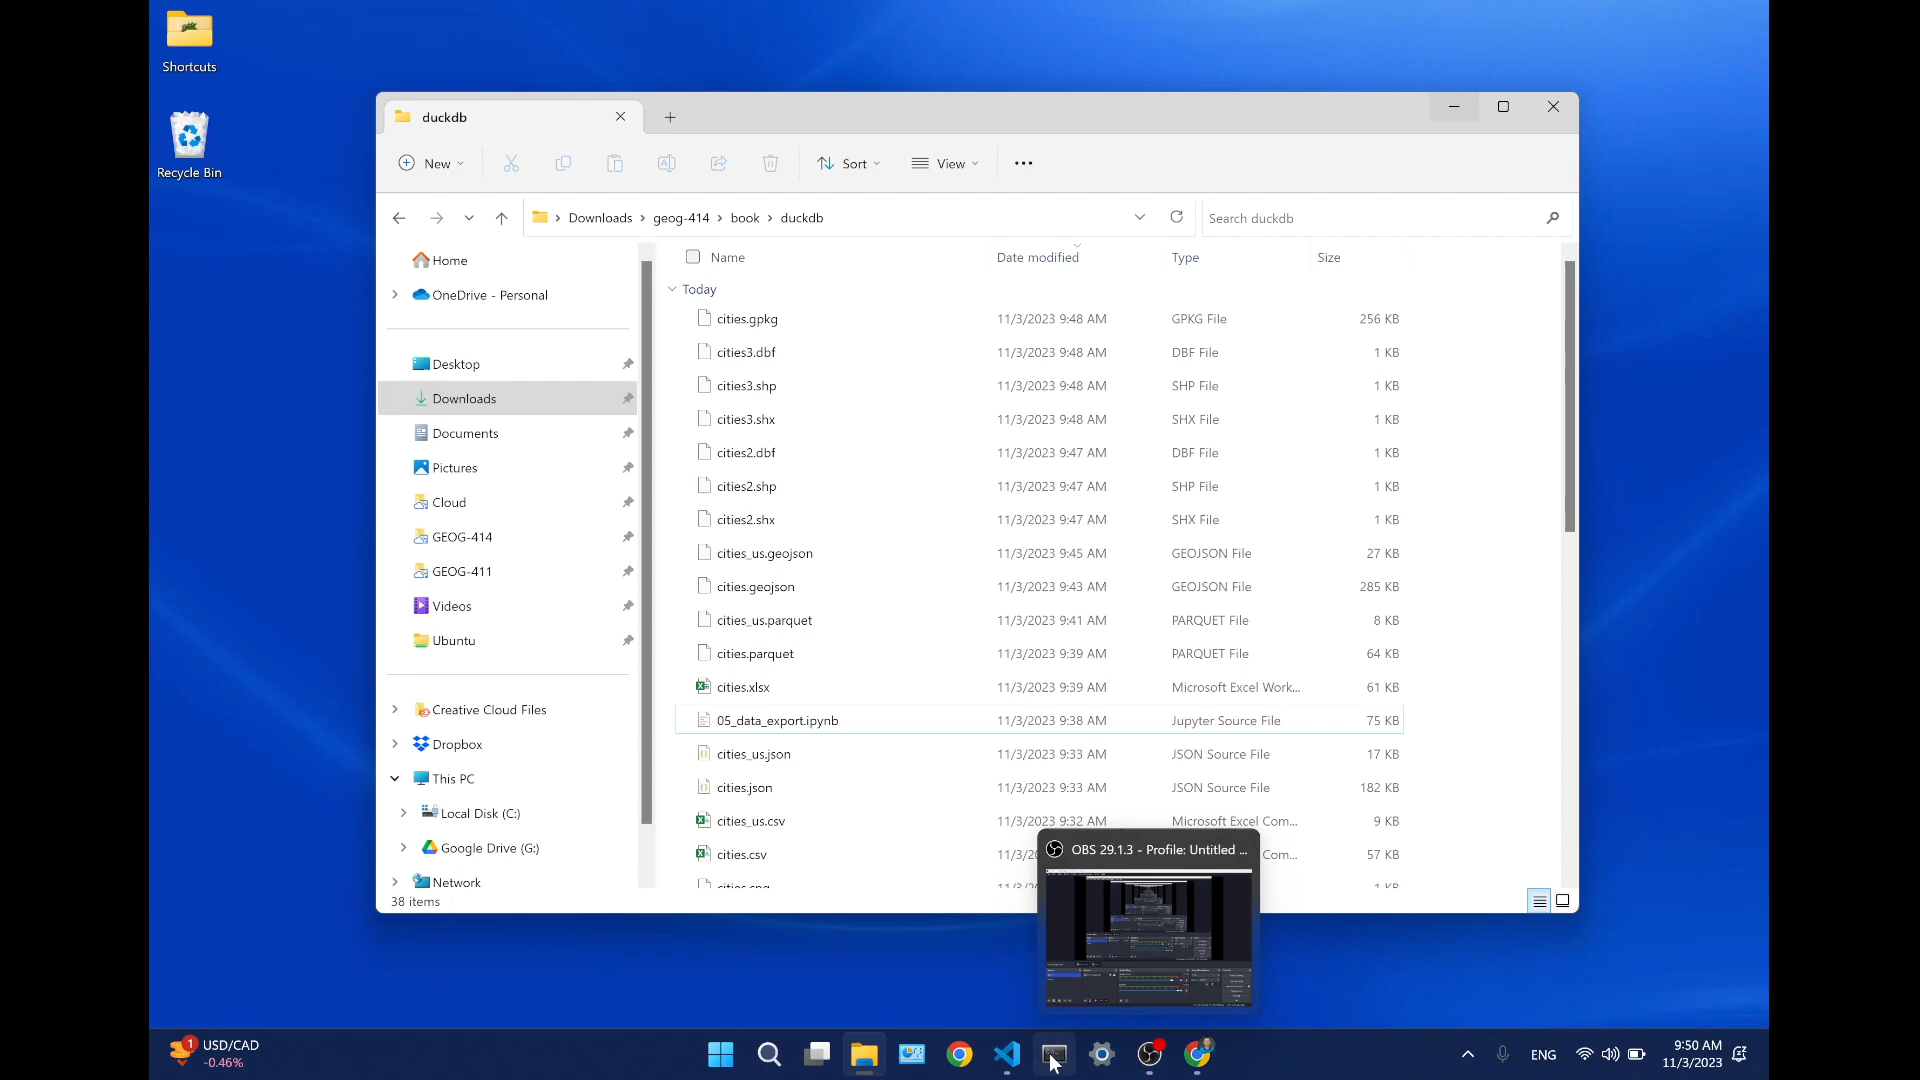 Shortcuts
Recycle Bin
duckdb
New
Sort
View
Downloads > geog-414 > book > duckdb
Search duckdb
Home
OneDrive - Personal
Desktop
Downloads
Documents
Pictures
Cloud
GEOG-414
GEOG-411
Videos
Ubuntu
Creative Cloud Files
Dropbox
This PC
Local Disk (C:)
Google Drive (G:)
Network
38 items
Name Date modified Type Size
Today
cities.gpkg 11/3/2023 9:48 AM GPKG File 256 KB
cities3.dbf 11/3/2023 9:48 AM DBF File 1 KB
cities3.shp 11/3/2023 9:48 AM SHP File 1 KB
cities3.shx 11/3/2023 9:48 AM SHX File 1 KB
cities2.dbf 11/3/2023 9:47 AM DBF File 1 KB
cities2.shp 11/3/2023 9:47 AM SHP File 1 KB
cities2.shx 11/3/2023 9:47 AM SHX File 1 KB
cities_us.geojson 11/3/2023 9:45 AM GEOJSON File 27 KB
cities.geojson 11/3/2023 9:43 AM GEOJSON File 285 KB
cities_us.parquet 11/3/2023 9:41 AM PARQUET File 8 KB
cities.parquet 11/3/2023 9:39 AM PARQUET File 64 KB
cities.xlsx 11/3/2023 9:39 AM Microsoft Excel Work... 61 KB
05_data_export.ipynb 11/3/2023 9:38 AM Jupyter Source File 75 KB
cities_us.json 11/3/2023 9:33 AM JSON Source File 17 KB
cities.json 11/3/2023 9:33 AM JSON Source File 182 KB
cities_us.csv 11/3/2023 9:32 AM Microsoft Excel Com... 9 KB
cities.csv 11/3/20 Com... 57 KB
OBS 29.1.3 - Profile: Untitled ...
1
USD/CAD
-0.46%
ENG
9:50 AM
11/3/2023